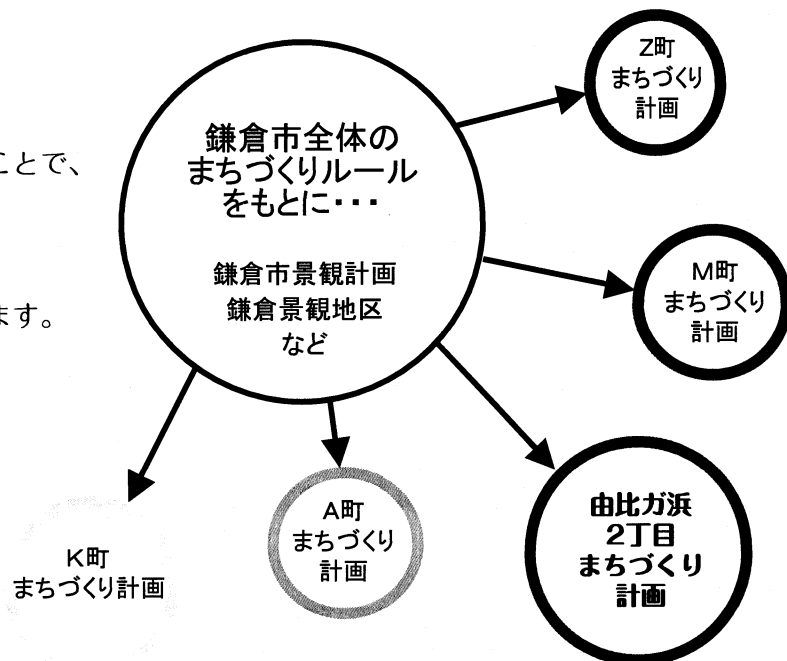 ことで、
ます。
鎌倉市全体の
まちづくりルール
をもとに・・・
鎌倉市景観計画
鎌倉景観地区
など
Z町
まちづくり
計画
M町
まちづくり
計画
由比ガ浜
2丁目
まちづくり
計画
A町
まちづくり
計画
K町
まちづくり計画